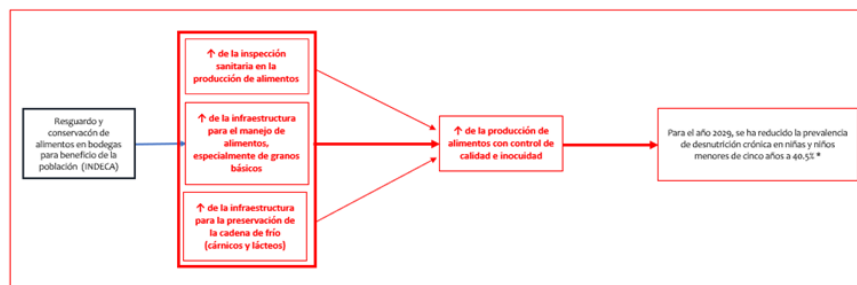 Resguardo y
conservacón de
alimentos en bodegas
para beneficio de la
población (INDECA)
↑ de la inspección
sanitaria en la
producción de alimentos
↑ de la infraestructura
para el manejo de
alimentos,
especialmente de granos
básicos
↑ de la infraestructura
para la preservación de
la cadena de frío
(cárnicos y lácteos)
↑ de la producción de
alimentos con control de
calidad e inocuidad
Para el año 2029, se ha reducido la prevalencia
de desnutrición crónica en niñas y niños
menores de cinco años a 40.5% *